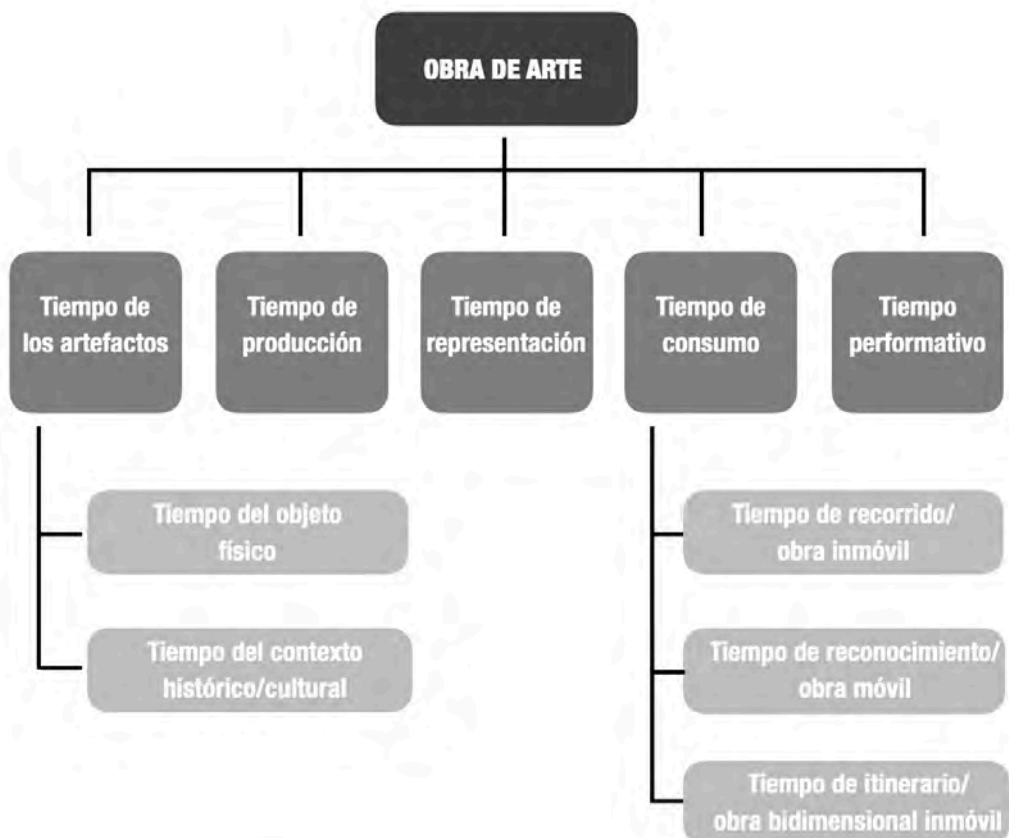 OBRA DE ARTE
Tiempo de
los artefactos
Tiempo de
producción
Tiempo de
representación
Tiempo de
consumo
Tiempo
performativo
Tiempo del objeto
físico
Tiempo del contexto
histórico/cultural
Tiempo de recorrido/
obra inmóvil
Tiempo de reconocimiento/
obra móvil
Tiempo de itinerario/
obra bidimensional inmóvil